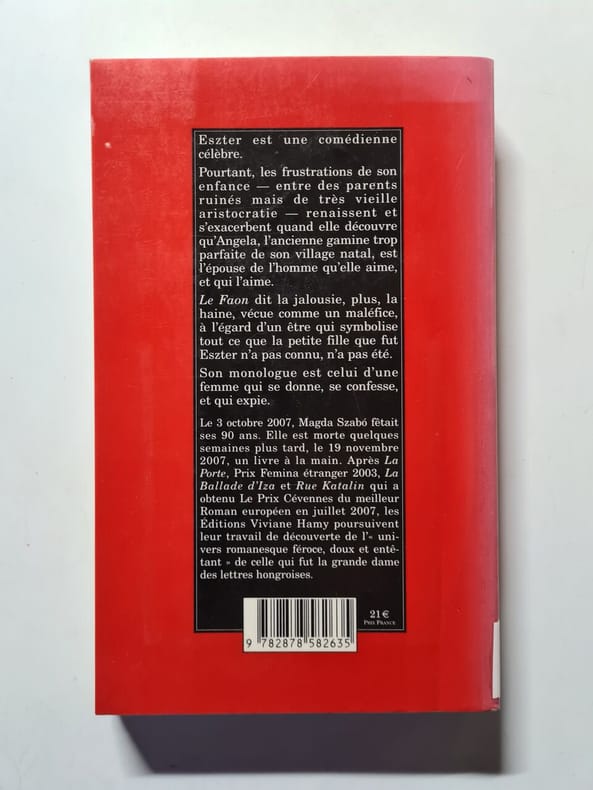 Eszter est une comédienne
célèbre.
Pourtant, les frustrations de son
enfance — entre des parents
ruinés mais de très vieille
aristocratie — renaissent et
s'exacerbent quand elle découvre
qu'Angela, l'ancienne gamine trop
parfaite de son village natal, est
l'épouse de l'homme qu'elle aime,
et qui l'aime.
Le Faon dit la jalousie, plus, la
haine, vécue comme un maléfice,
à l'égard d'un être qui symbolise
tout ce que la petite fille que fut
Eszter n'a pas connu, n'a pas été.
Son monologue est celui d'une
femme qui se donne, se confesse,
et qui expie.
Le 3 octobre 2007, Magda Szabó fêtait
ses 90 ans. Elle est morte quelques
semaines plus tard, le 19 novembre
2007, un livre à la main. Après La
Porte, Prix Femina étranger 2003, La
Ballade d'Iza et Rue Katalin qui a
obtenu Le Prix Cévennes du meilleur
Roman européen en juillet 2007, les
Éditions Viviane Hamy poursuivent
leur travail de découverte de l'« uni-
vers romanesque féroce, doux et entê-
tant » de celle qui fut la grande dame
des lettres hongroises.
21 €
PRIX FRANCE
9 782878 582635